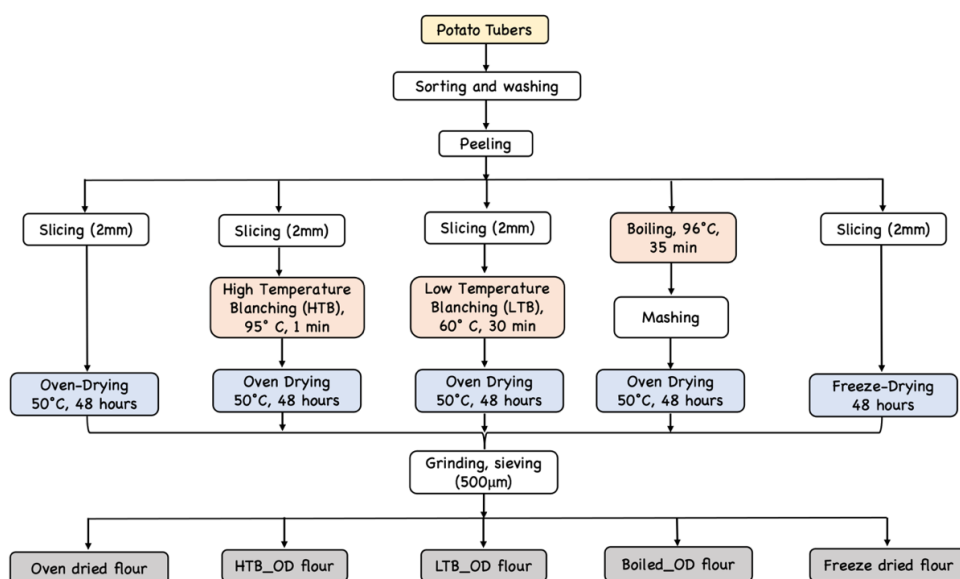 Potato Tubers
Sorting and washing
Peeling
Slicing (2mm)
Slicing (2mm)
Slicing (2mm)
Boiling, 96°C,
35 min
Slicing (2mm)
High Temperature
Blanching (HTB),
95° C, 1 min
Low Temperature
Blanching (LTB),
60° C, 30 min
Mashing
Oven-Drying
50°C, 48 hours
Oven Drying
50°C, 48 hours
Oven Drying
50°C, 48 hours
Oven Drying
50°C, 48 hours
Freeze-Drying
48 hours
Grinding, sieving
(500μm)
Oven dried flour
HTB_OD flour
LTB_OD flour
Boiled_OD flour
Freeze dried flour